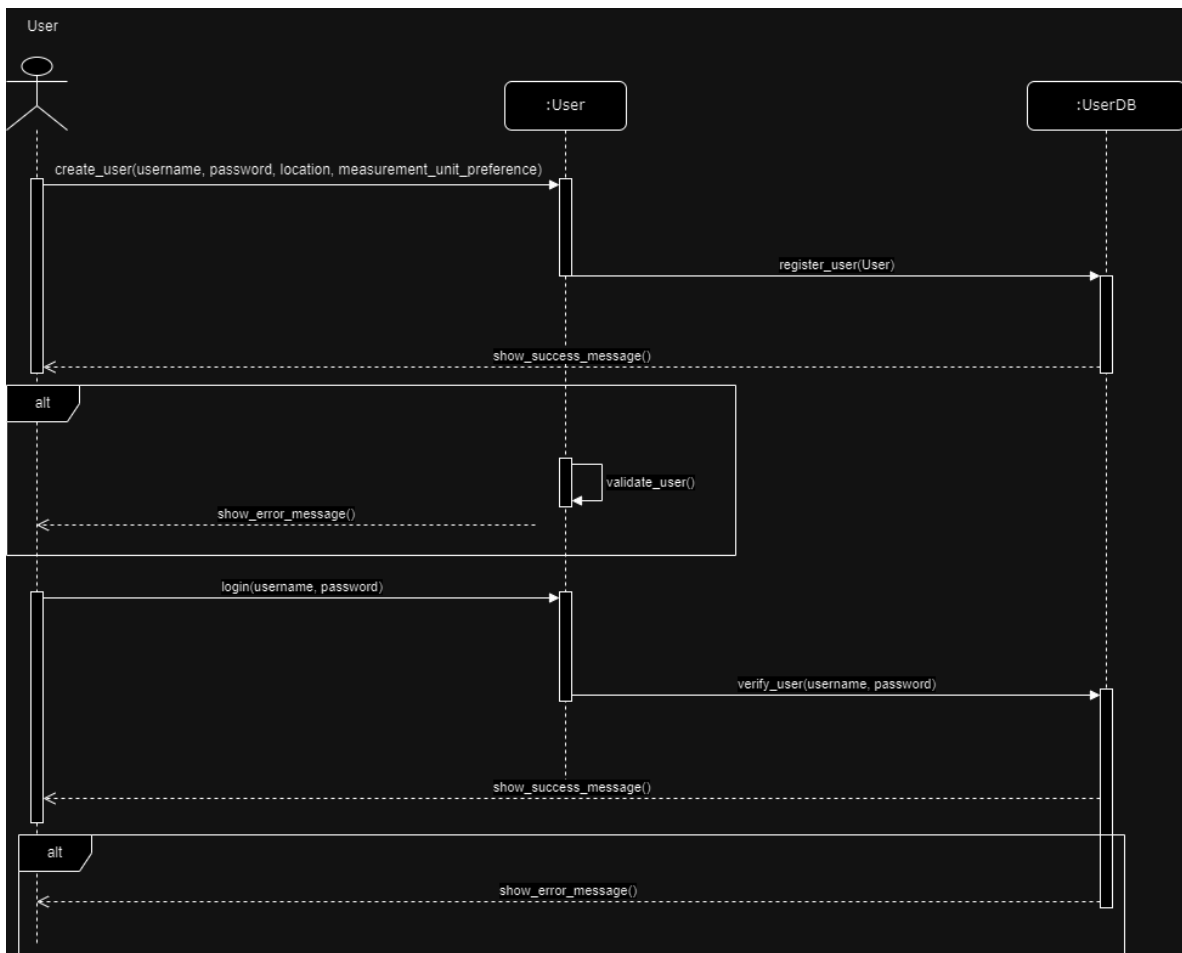 User
:User
:UserDB
create_user(username, password, location, measurement_unit_preference)
register_user(User)
show_success_message()
alt
validate_user()
show_error_message()
login(username, password)
verify_user(username, password)
show_success_message()
alt
show_error_message()